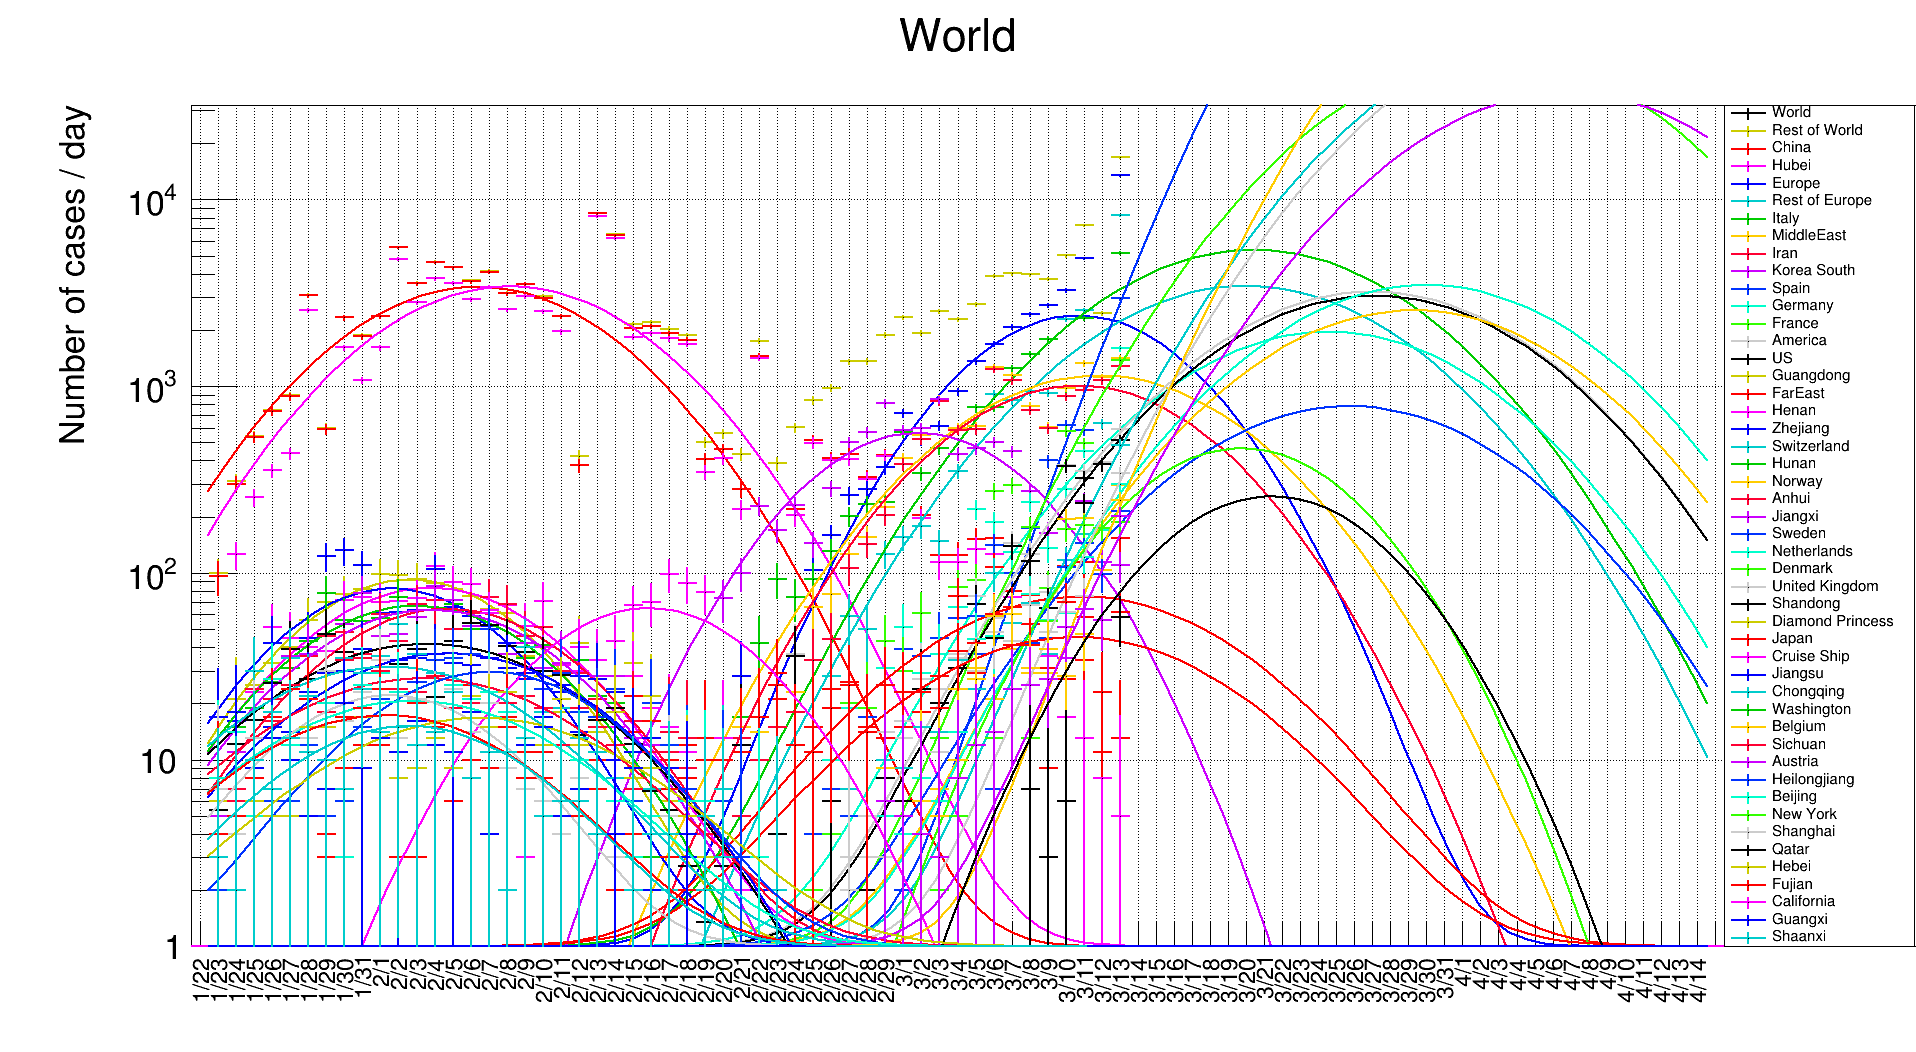 World
Number of cases / day
10⁴
10³
10²
10
1
1/22
1/23
1/24
1/25
1/26
1/27
1/28
1/29
1/30
1/31
2/1
2/2
2/3
2/4
2/5
2/6
2/7
2/8
2/9
2/10
2/11
2/12
2/13
2/14
2/15
2/16
2/17
2/18
2/19
2/20
2/21
2/22
2/23
2/24
2/25
2/26
2/27
2/28
2/29
3/1
3/2
3/3
3/4
3/5
3/6
3/7
3/8
3/9
3/10
3/11
3/12
3/13
3/14
3/15
3/16
3/17
3/18
3/19
3/20
3/21
3/22
3/23
3/24
3/25
3/26
3/27
3/28
3/29
3/30
3/31
4/1
4/2
4/3
4/4
4/5
4/6
4/7
4/8
4/9
4/10
4/11
4/12
4/13
4/14
World
Rest of World
China
Hubei
Europe
Rest of Europe
Italy
MiddleEast
Iran
Korea South
Spain
Germany
France
America
US
Guangdong
FarEast
Henan
Zhejiang
Switzerland
Hunan
Norway
Anhui
Jiangxi
Sweden
Netherlands
Denmark
United Kingdom
Shandong
Diamond Princess
Japan
Cruise Ship
Jiangsu
Chongqing
Washington
Belgium
Sichuan
Austria
Heilongjiang
Beijing
New York
Shanghai
Qatar
Hebei
Fujian
California
Guangxi
Shaanxi